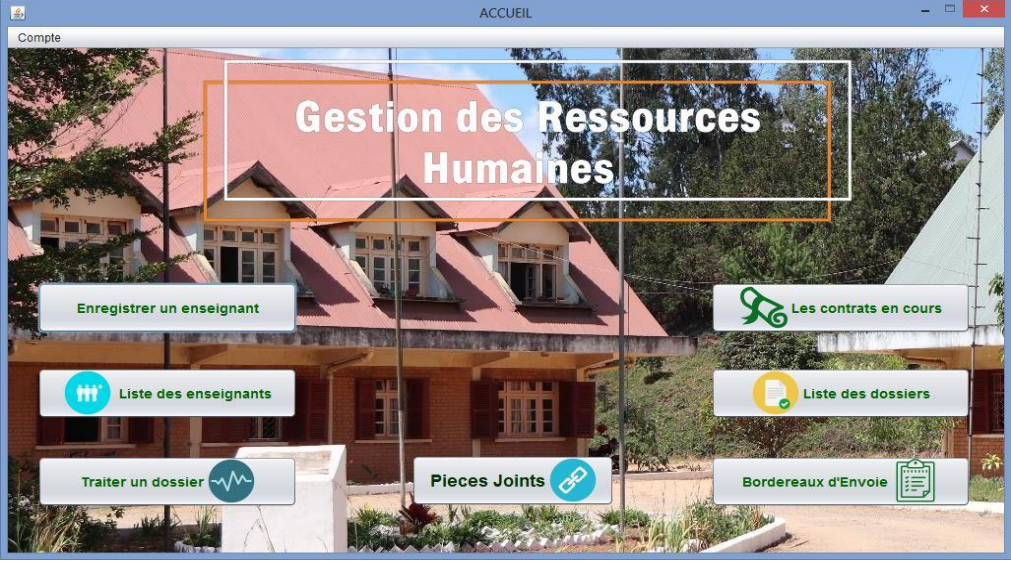 ACCUEIL
Compte
Gestion des Ressources
Humaines
Enregistrer un enseignant
Les contrats en cours
Liste des enseignants
Liste des dossiers
Traiter un dossier
Pieces Joints
Bordereaux d'Envoie